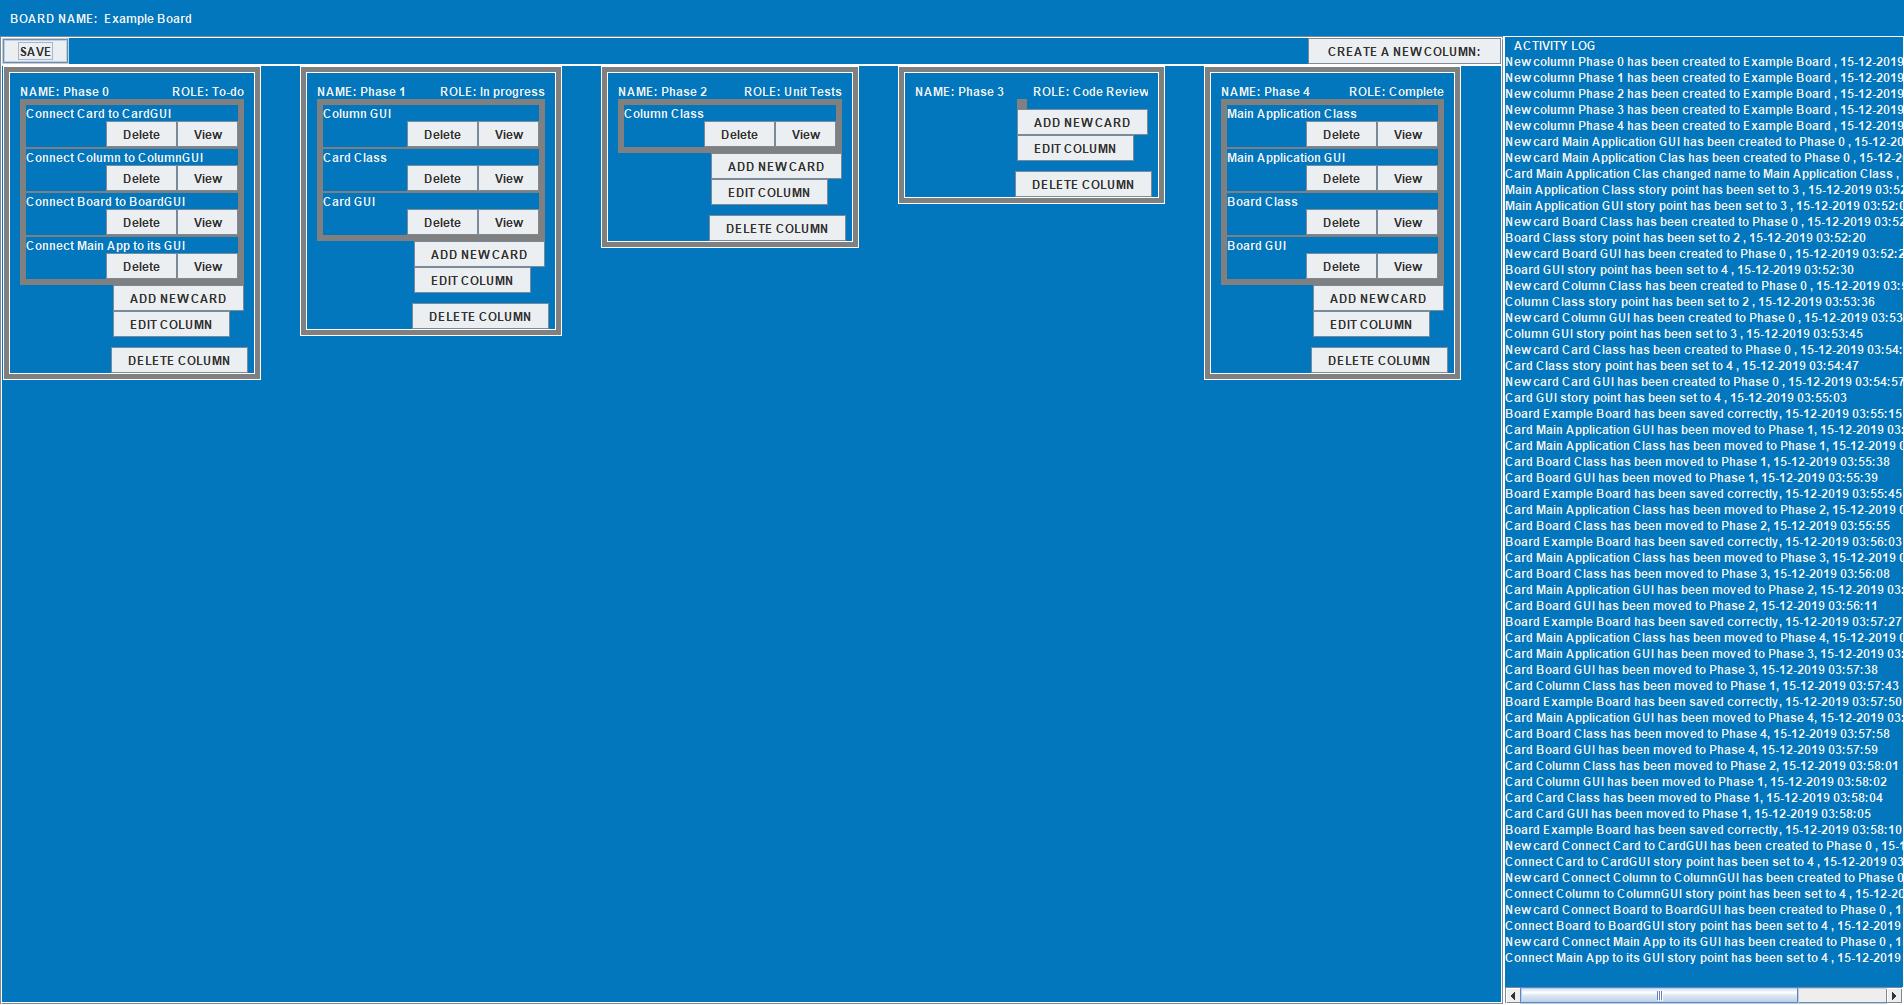 BOARD NAME: Example Board
SAVE
CREATE A NEW COLUMN:
NAME: Phase 0 ROLE: To-do
Connect Card to CardGUI
Delete View
Connect Column to ColumnGUI
Delete View
Connect Board to BoardGUI
Delete View
Connect Main App to its GUI
Delete View
ADD NEW CARD
EDIT COLUMN
DELETE COLUMN
NAME: Phase 1 ROLE: In progress
Column GUI
Delete View
Card Class
Delete View
Card GUI
Delete View
ADD NEW CARD
EDIT COLUMN
DELETE COLUMN
NAME: Phase 2 ROLE: Unit Tests
Column Class
Delete View
ADD NEW CARD
EDIT COLUMN
DELETE COLUMN
NAME: Phase 3 ROLE: Code Review
ADD NEW CARD
EDIT COLUMN
DELETE COLUMN
NAME: Phase 4 ROLE: Complete
Main Application Class
Delete View
Main Application GUI
Delete View
Board Class
Delete View
Board GUI
Delete View
ADD NEW CARD
EDIT COLUMN
DELETE COLUMN
ACTIVITY LOG
New column Phase 0 has been created to Example Board , 15-12-2019
New column Phase 1 has been created to Example Board , 15-12-2019
New column Phase 2 has been created to Example Board , 15-12-2019
New column Phase 3 has been created to Example Board , 15-12-2019
New column Phase 4 has been created to Example Board , 15-12-2019
New card Main Application GUI has been created to Phase 0 , 15-12-20
New card Main Application Clas has been created to Phase 0 , 15-12-2
Card Main Application Clas changed name to Main Application Class ,
Main Application Class story point has been set to 3 , 15-12-2019 03:52
Main Application GUI story point has been set to 3 , 15-12-2019 03:52:0
New card Board Class has been created to Phase 0 , 15-12-2019 03:52
Board Class story point has been set to 2 , 15-12-2019 03:52:20
New card Board GUI has been created to Phase 0 , 15-12-2019 03:52:2
Board GUI story point has been set to 4 , 15-12-2019 03:52:30
New card Column Class has been created to Phase 0 , 15-12-2019 03:
Column Class story point has been set to 2 , 15-12-2019 03:53:36
New card Column GUI has been created to Phase 0 , 15-12-2019 03:53
Column GUI story point has been set to 3 , 15-12-2019 03:53:45
New card Card Class has been created to Phase 0 , 15-12-2019 03:54:
Card Class story point has been set to 4 , 15-12-2019 03:54:47
New card Card GUI has been created to Phase 0 , 15-12-2019 03:54:57
Card GUI story point has been set to 4 , 15-12-2019 03:55:03
Board Example Board has been saved correctly, 15-12-2019 03:55:15
Card Main Application GUI has been moved to Phase 1, 15-12-2019 03:
Card Main Application Class has been moved to Phase 1, 15-12-2019 0
Card Board Class has been moved to Phase 1, 15-12-2019 03:55:38
Card Board GUI has been moved to Phase 1, 15-12-2019 03:55:39
Board Example Board has been saved correctly, 15-12-2019 03:55:45
Card Main Application Class has been moved to Phase 2, 15-12-2019 0
Card Board Class has been moved to Phase 2, 15-12-2019 03:55:55
Board Example Board has been saved correctly, 15-12-2019 03:56:03
Card Main Application Class has been moved to Phase 3, 15-12-2019 0
Card Board Class has been moved to Phase 3, 15-12-2019 03:56:08
Card Main Application GUI has been moved to Phase 2, 15-12-2019 03:
Card Board GUI has been moved to Phase 2, 15-12-2019 03:56:11
Board Example Board has been saved correctly, 15-12-2019 03:57:27
Card Main Application Class has been moved to Phase 4, 15-12-2019 0
Card Main Application GUI has been moved to Phase 3, 15-12-2019 03:
Card Board GUI has been moved to Phase 3, 15-12-2019 03:57:38
Card Column Class has been moved to Phase 1, 15-12-2019 03:57:43
Board Example Board has been saved correctly, 15-12-2019 03:57:50
Card Main Application GUI has been moved to Phase 4, 15-12-2019 03:
Card Board Class has been moved to Phase 4, 15-12-2019 03:57:58
Card Board GUI has been moved to Phase 4, 15-12-2019 03:57:59
Card Column Class has been moved to Phase 2, 15-12-2019 03:58:01
Card Column GUI has been moved to Phase 1, 15-12-2019 03:58:02
Card Card Class has been moved to Phase 1, 15-12-2019 03:58:04
Card Card GUI has been moved to Phase 1, 15-12-2019 03:58:05
Board Example Board has been saved correctly, 15-12-2019 03:58:10
New card Connect Card to CardGUI has been created to Phase 0 , 15-1
Connect Card to CardGUI story point has been set to 4 , 15-12-2019 03
New card Connect Column to ColumnGUI has been created to Phase 0
Connect Column to ColumnGUI story point has been set to 4 , 15-12-20
New card Connect Board to BoardGUI has been created to Phase 0 , 1
Connect Board to BoardGUI story point has been set to 4 , 15-12-2019
New card Connect Main App to its GUI has been created to Phase 0 , 1
Connect Main App to its GUI story point has been set to 4 , 15-12-2019